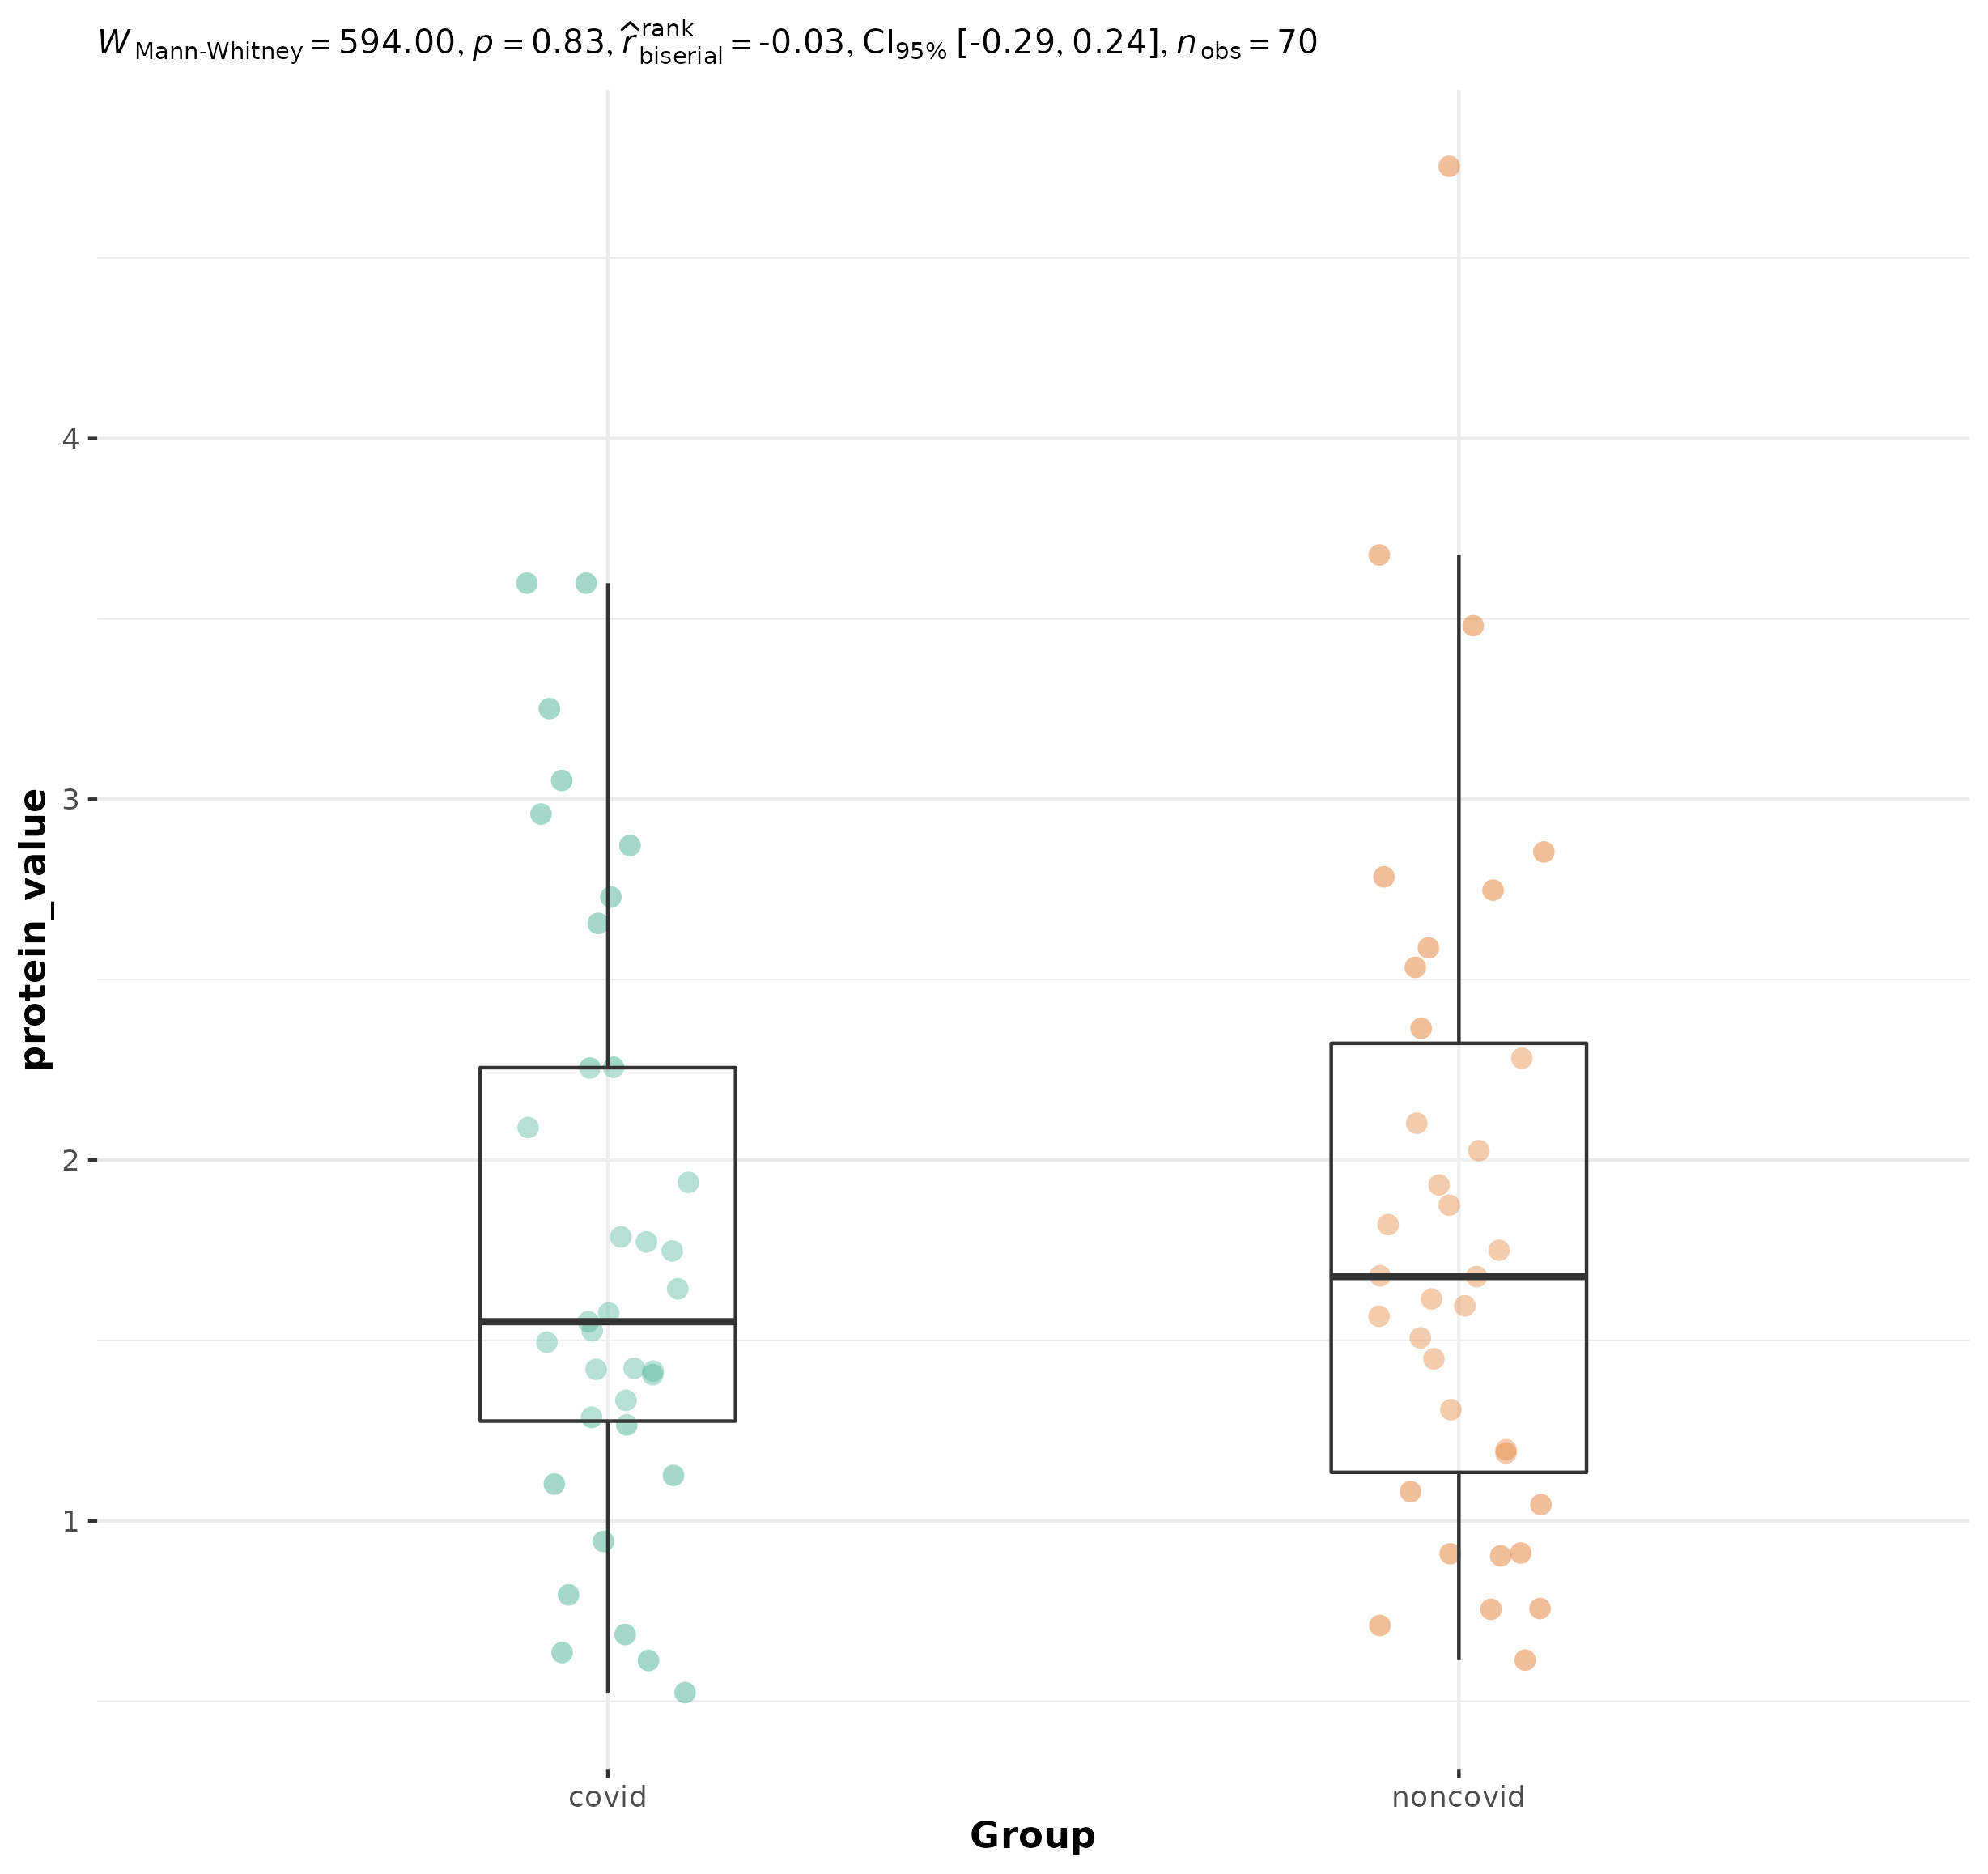 W Mann-Whitney = 594.00, p = 0.83, r̂ rank biserial = -0.03, CI95% [-0.29, 0.24], n obs = 70
protein_value
4
3
2
1
covid noncovid
Group